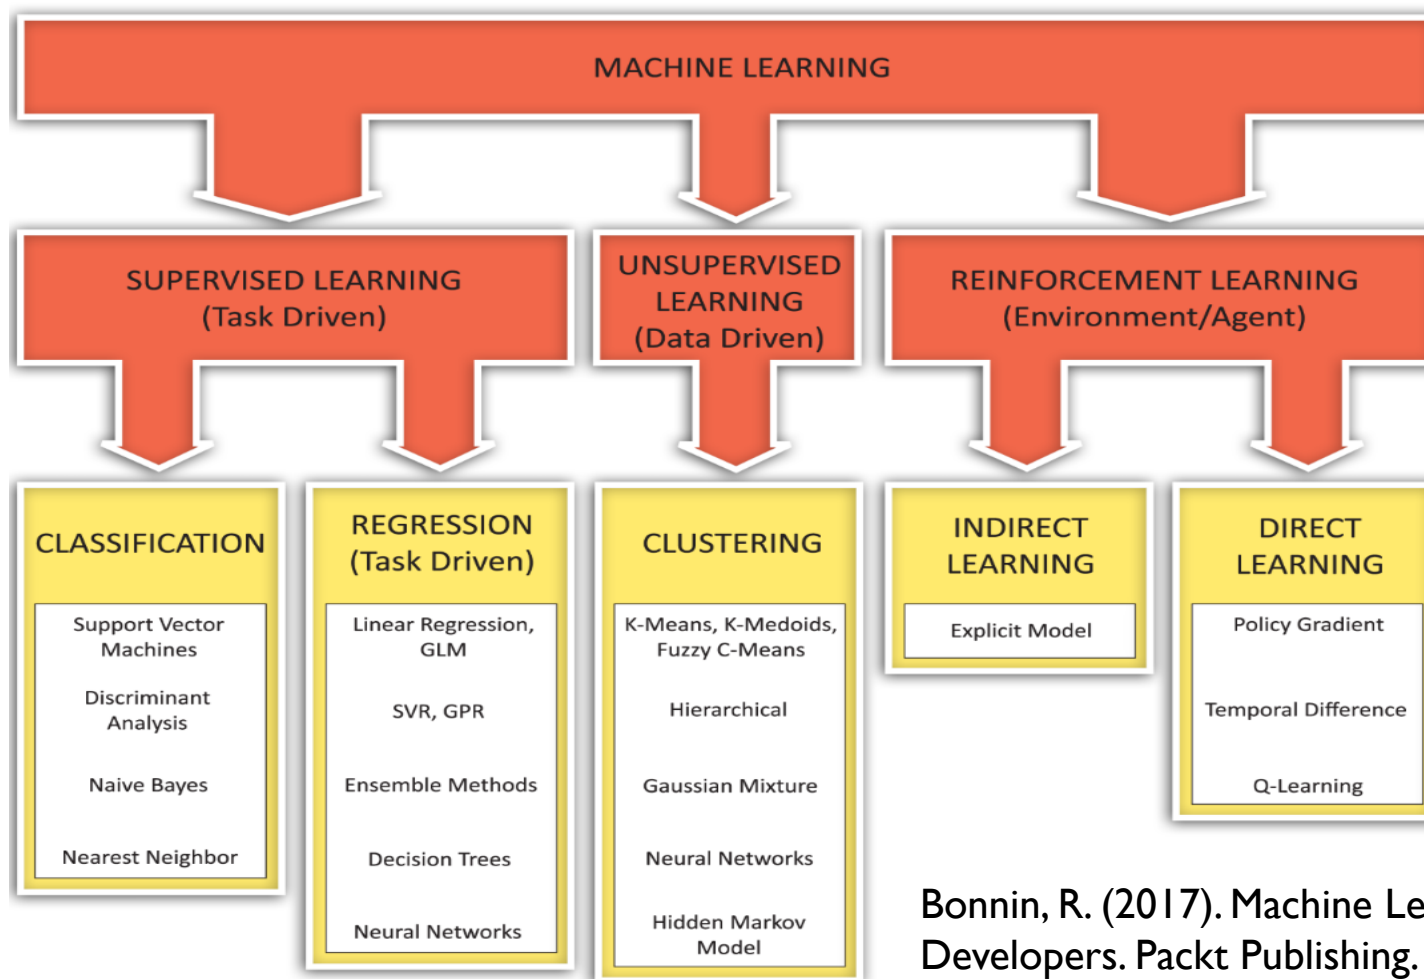 MACHINE LEARNING
SUPERVISED LEARNING
(Task Driven)
UNSUPERVISED
LEARNING
(Data Driven)
REINFORCEMENT LEARNING
(Environment/Agent)
CLASSIFICATION
Support Vector
Machines
Discriminant
Analysis
Naive Bayes
Nearest Neighbor
REGRESSION
(Task Driven)
Linear Regression,
GLM
SVR, GPR
Ensemble Methods
Decision Trees
Neural Networks
CLUSTERING
K-Means, K-Medoids,
Fuzzy C-Means
Hierarchical
Gaussian Mixture
Neural Networks
Hidden Markov
Model
INDIRECT
LEARNING
Explicit Model
DIRECT
LEARNING
Policy Gradient
Temporal Difference
Q-Learning
Bonnin, R. (2017). Machine Le
Developers. Packt Publishing.